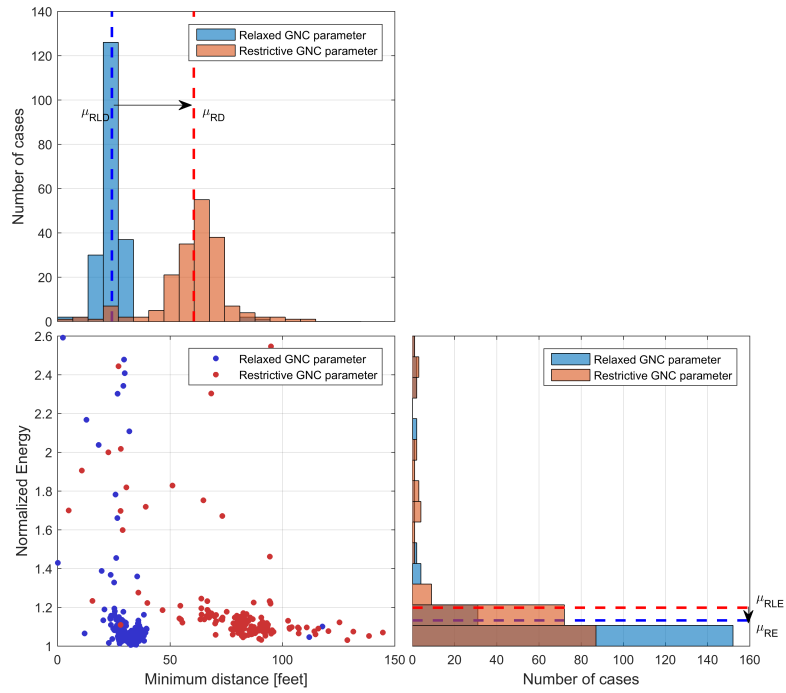 140
120
100
80
60
40
20
0
Number of cases
Relaxed GNC parameter
Restrictive GNC parameter
μRLD
μRD
2.6
2.4
2.2
2
1.8
1.6
1.4
1.2
1
Normalized Energy
Relaxed GNC parameter
Restrictive GNC parameter
0 50 100 150
Minimum distance [feet]
Relaxed GNC parameter
Restrictive GNC parameter
μRLE
μRE
0 20 40 60 80 100 120 140 160
Number of cases